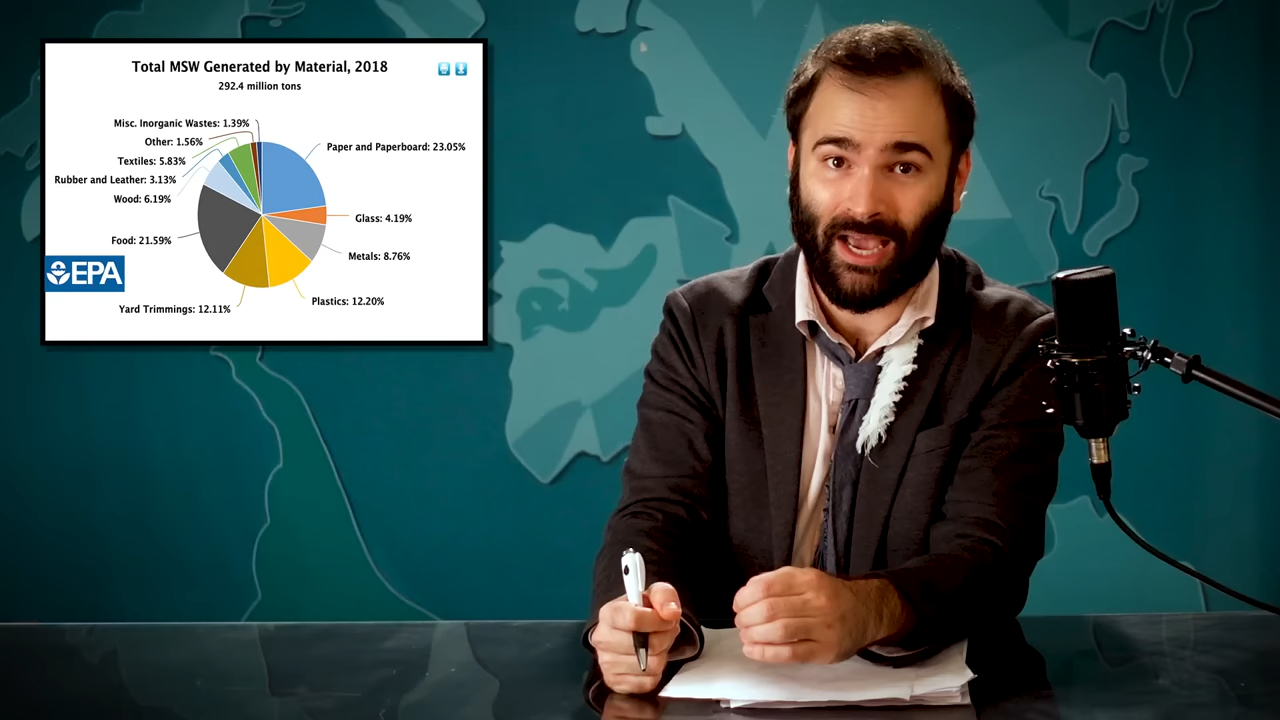 Total MSW Generated by Material, 2018
292.4 million tons
Misc. Inorganic Wastes: 1.39%
Other: 1.56%
Textiles: 5.83%
Rubber and Leather: 3.13%
Wood: 6.19%
Food: 21.59%
Yard Trimmings: 12.11%
Paper and Paperboard: 23.05%
Glass: 4.19%
Metals: 8.76%
Plastics: 12.20%
EPA